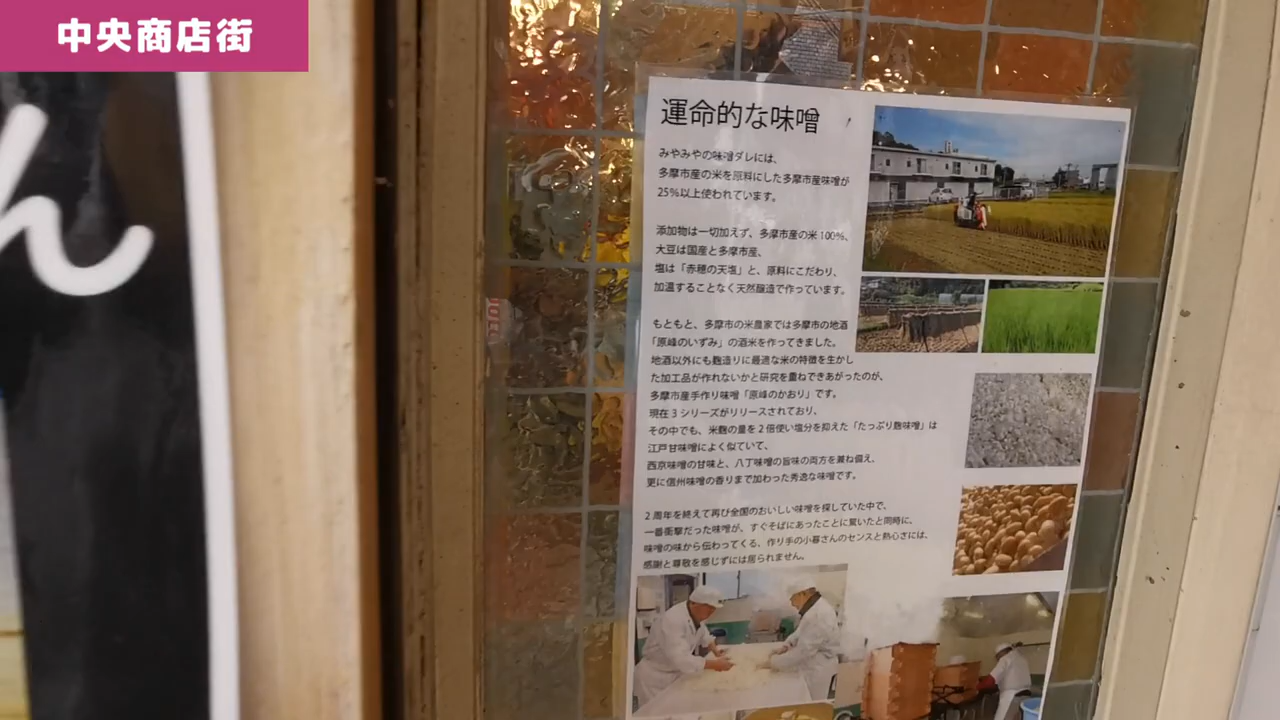 中央商店街
ん
運命的な味噌
みやみやの味噌ダレには、
多摩市産の米を原料にした多摩市産味噌が
25%以上使われています。
添加物は一切加えず、多摩市産の米100%、
大豆は国産と多摩市産、
塩は「赤穂の天塩」と、原料にこだわり、
加温することなく天然醸造で作っています。
もともと、多摩市の米農家では多摩市の地酒
「原峰のいずみ」の酒米を作ってきました。
地酒以外にも麹造りに最適な米の特徴を生かし
た加工品が作れないかと研究を重ねできあがったのが、
多摩市産手作り味噌「原峰のかおり」です。
現在3シリーズがリリースされており、
その中でも、米麹の量を2倍使い塩分を抑えた「たっぷり麹味噌」は
江戸甘味噌によく似ていて、
西京味噌の甘味と、八丁味噌の旨味の両方を兼ね備え、
更に信州味噌の香りまで加わった秀逸な味噌です。
2周年を終えて再び全国のおいしい味噌を探していた中で、
一番衝撃だった味噌が、すぐそばにあったことに驚いたと同時に、
味噌の味から伝わってくる、作り手の小暮さんのセンスと熱心さには、
感謝と尊敬を感じずには居られません。